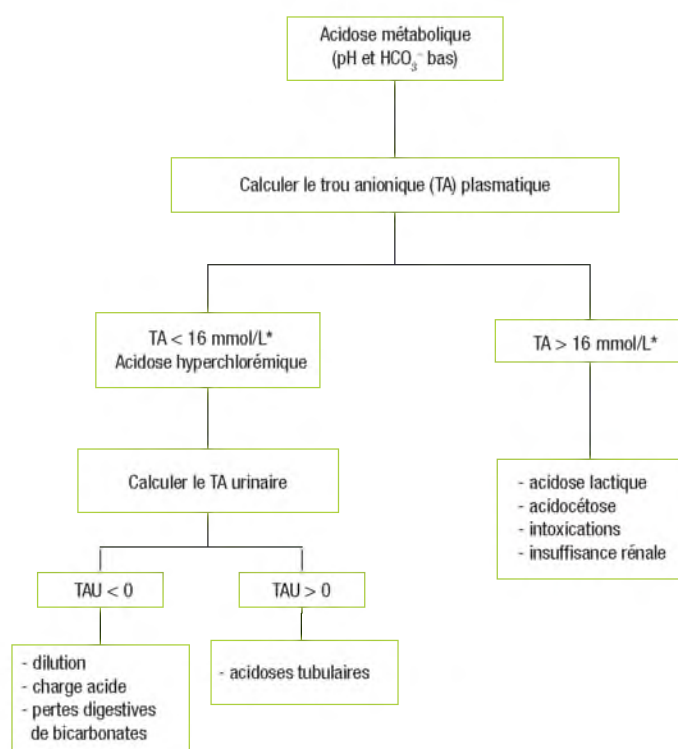 Acidose métabolique
(pH et HCO₃⁻ bas)
Calculer le trou anionique (TA) plasmatique
TA < 16 mmol/L*
Acidose hyperchlorémique
TA > 16 mmol/L*
Calculer le TA urinaire
- acidose lactique
- acidocétose
- intoxications
- insuffisance rénale
TAU < 0
TAU > 0
- dilution
- charge acide
- pertes digestives
de bicarbonates
- acidoses tubulaires